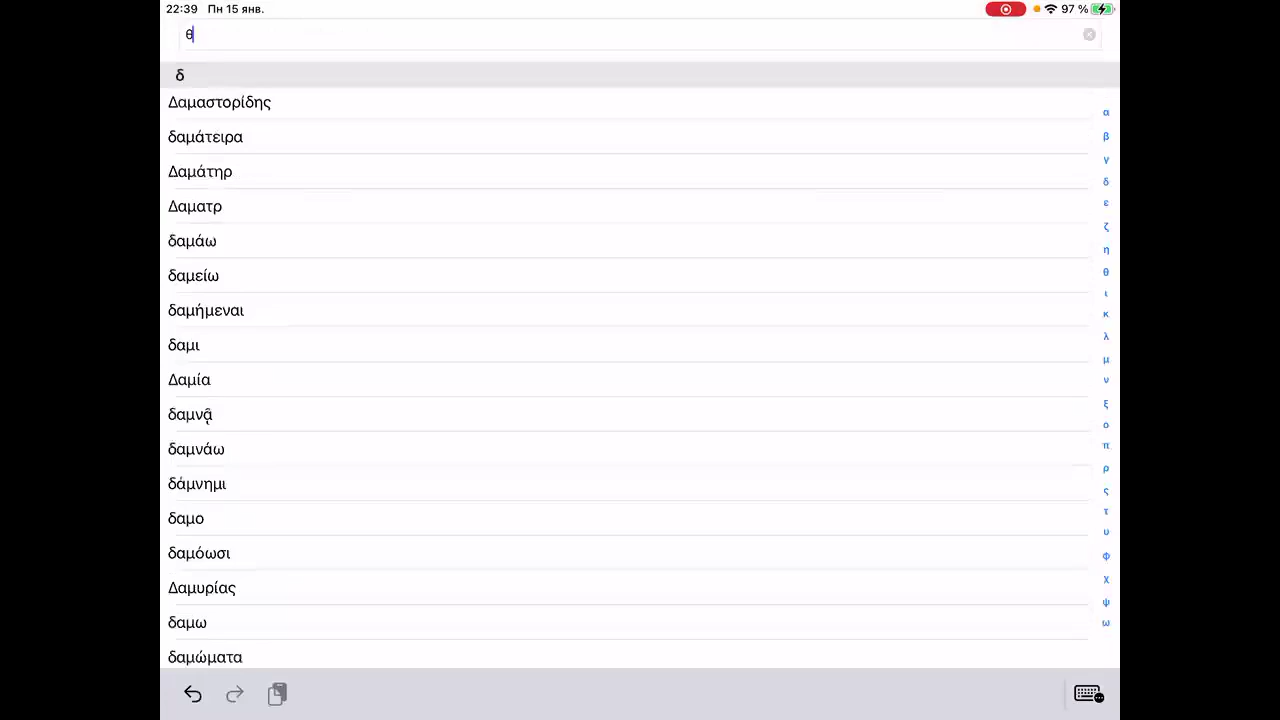 22:39 Пн 15 янв. 97 %
θ
δ
Δαμαστορίδης
δαμάτειρα
Δαμάτηρ
Δαματρ
δαμάω
δαμείω
δαμήμεναι
δαμι
Δαμία
δαμνᾷ
δαμνάω
δάμνημι
δαμο
δαμόωσι
Δαμυρίας
δαμω
δαμώματα
α
β
γ
δ
ε
ζ
η
θ
ι
κ
λ
μ
ν
ξ
ο
π
ρ
ς
τ
υ
φ
χ
ψ
ω